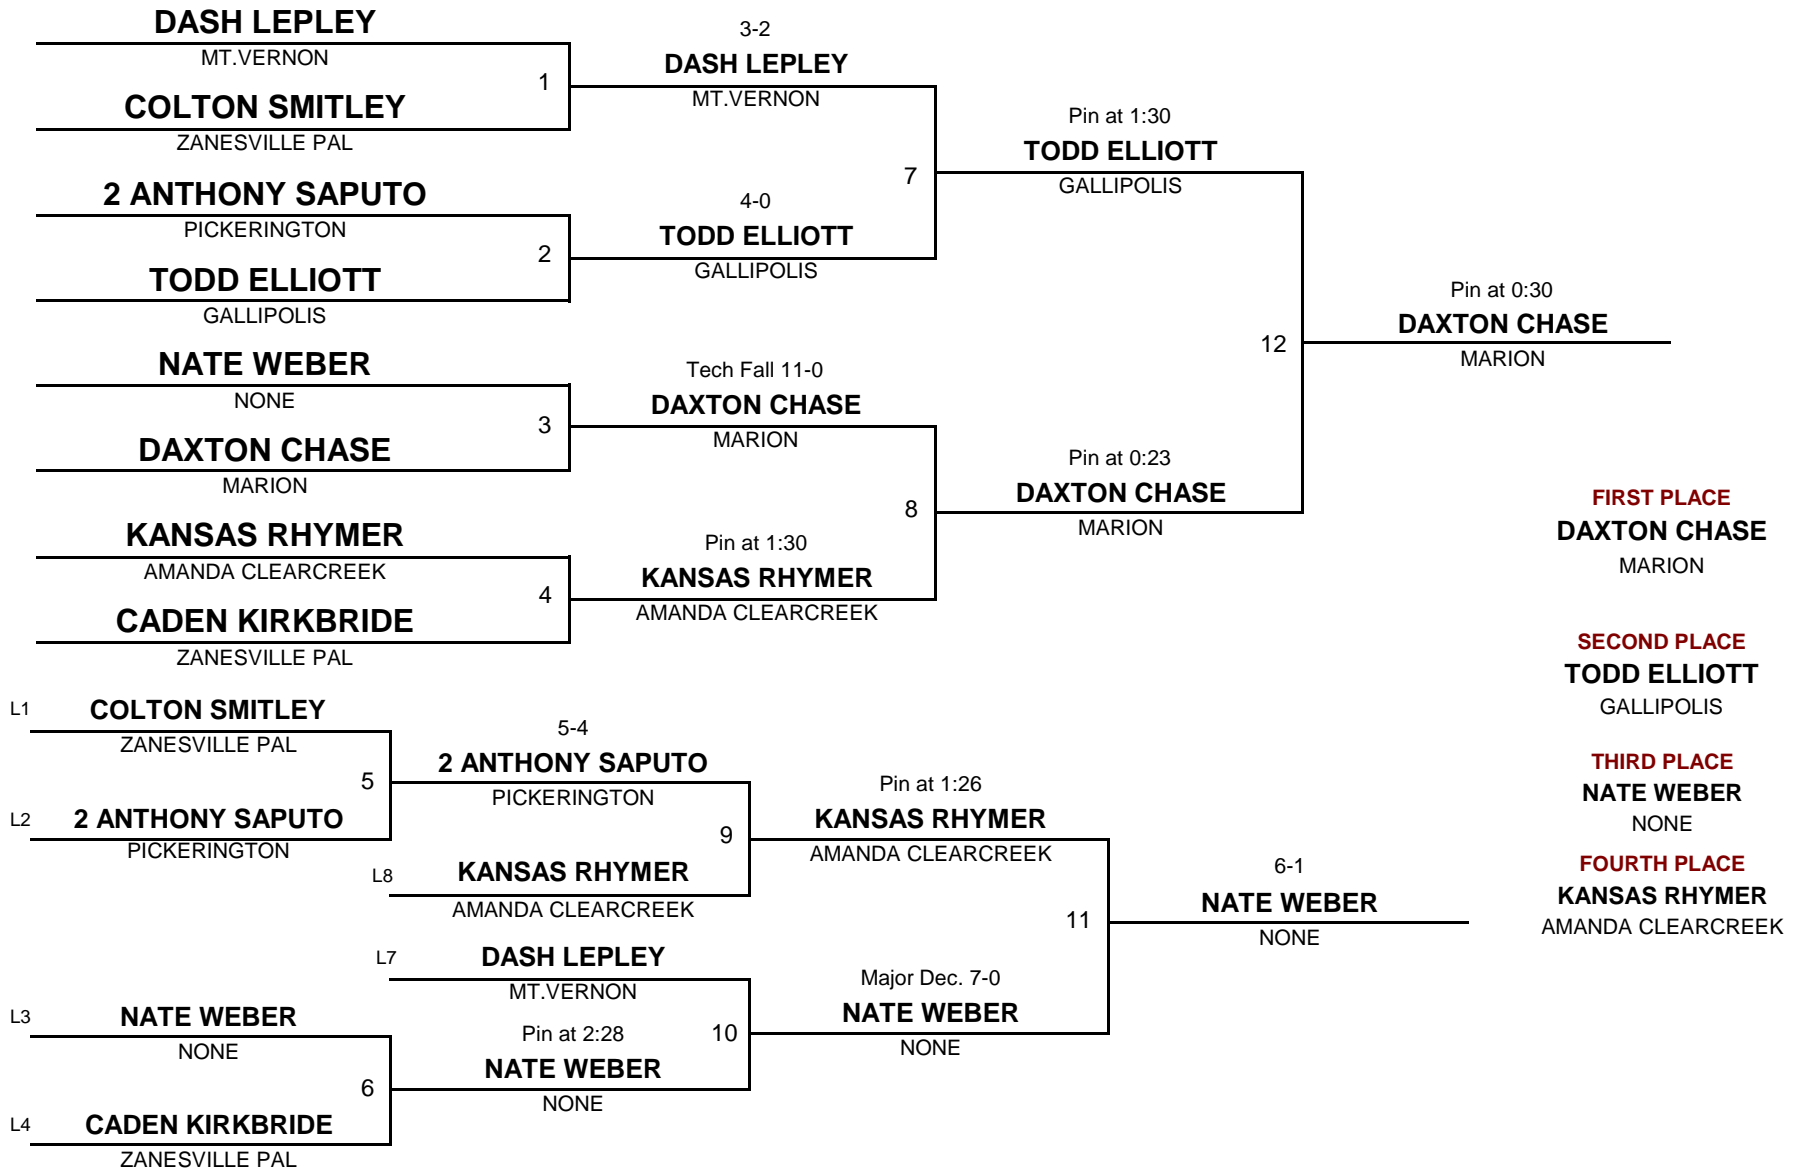 DASH LEPLEY
MT.VERNON
1
COLTON SMITLEY
ZANESVILLE PAL
2 ANTHONY SAPUTO
PICKERINGTON
2
TODD ELLIOTT
GALLIPOLIS
NATE WEBER
NONE
3
DAXTON CHASE
MARION
KANSAS RHYMER
AMANDA CLEARCREEK
4
CADEN KIRKBRIDE
ZANESVILLE PAL
3-2
DASH LEPLEY
MT.VERNON
7
4-0
TODD ELLIOTT
GALLIPOLIS
Tech Fall 11-0
DAXTON CHASE
MARION
8
Pin at 1:30
KANSAS RHYMER
AMANDA CLEARCREEK
Pin at 1:30
TODD ELLIOTT
GALLIPOLIS
12
Pin at 0:23
DAXTON CHASE
MARION
Pin at 0:30
DAXTON CHASE
MARION
L1 COLTON SMITLEY
ZANESVILLE PAL
5
L2 2 ANTHONY SAPUTO
PICKERINGTON
L3 NATE WEBER
NONE
6
L4 CADEN KIRKBRIDE
ZANESVILLE PAL
5-4
2 ANTHONY SAPUTO
PICKERINGTON
9
L8 KANSAS RHYMER
AMANDA CLEARCREEK
L7 DASH LEPLEY
MT.VERNON
10
Pin at 2:28
NATE WEBER
NONE
Pin at 1:26
KANSAS RHYMER
AMANDA CLEARCREEK
11
Major Dec. 7-0
NATE WEBER
NONE
6-1
NATE WEBER
NONE
FIRST PLACE
DAXTON CHASE
MARION
SECOND PLACE
TODD ELLIOTT
GALLIPOLIS
THIRD PLACE
NATE WEBER
NONE
FOURTH PLACE
KANSAS RHYMER
AMANDA CLEARCREEK